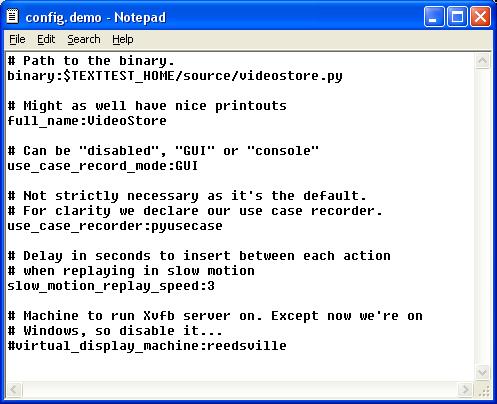 config.demo - Notepad
File Edit Search Help
# Path to the binary.
binary:$TEXTTEST_HOME/source/videostore.py
# Might as well have nice printouts
full_name:VideoStore
# Can be "disabled", "GUI" or "console"
use_case_record_mode:GUI
# Not strictly necessary as it's the default.
# For clarity we declare our use case recorder.
use_case_recorder:pyusecase
# Delay in seconds to insert between each action
# when replaying in slow motion
slow_motion_replay_speed:3
# Machine to run Xvfb server on. Except now we're on
# Windows, so disable it...
#virtual_display_machine:reedsville